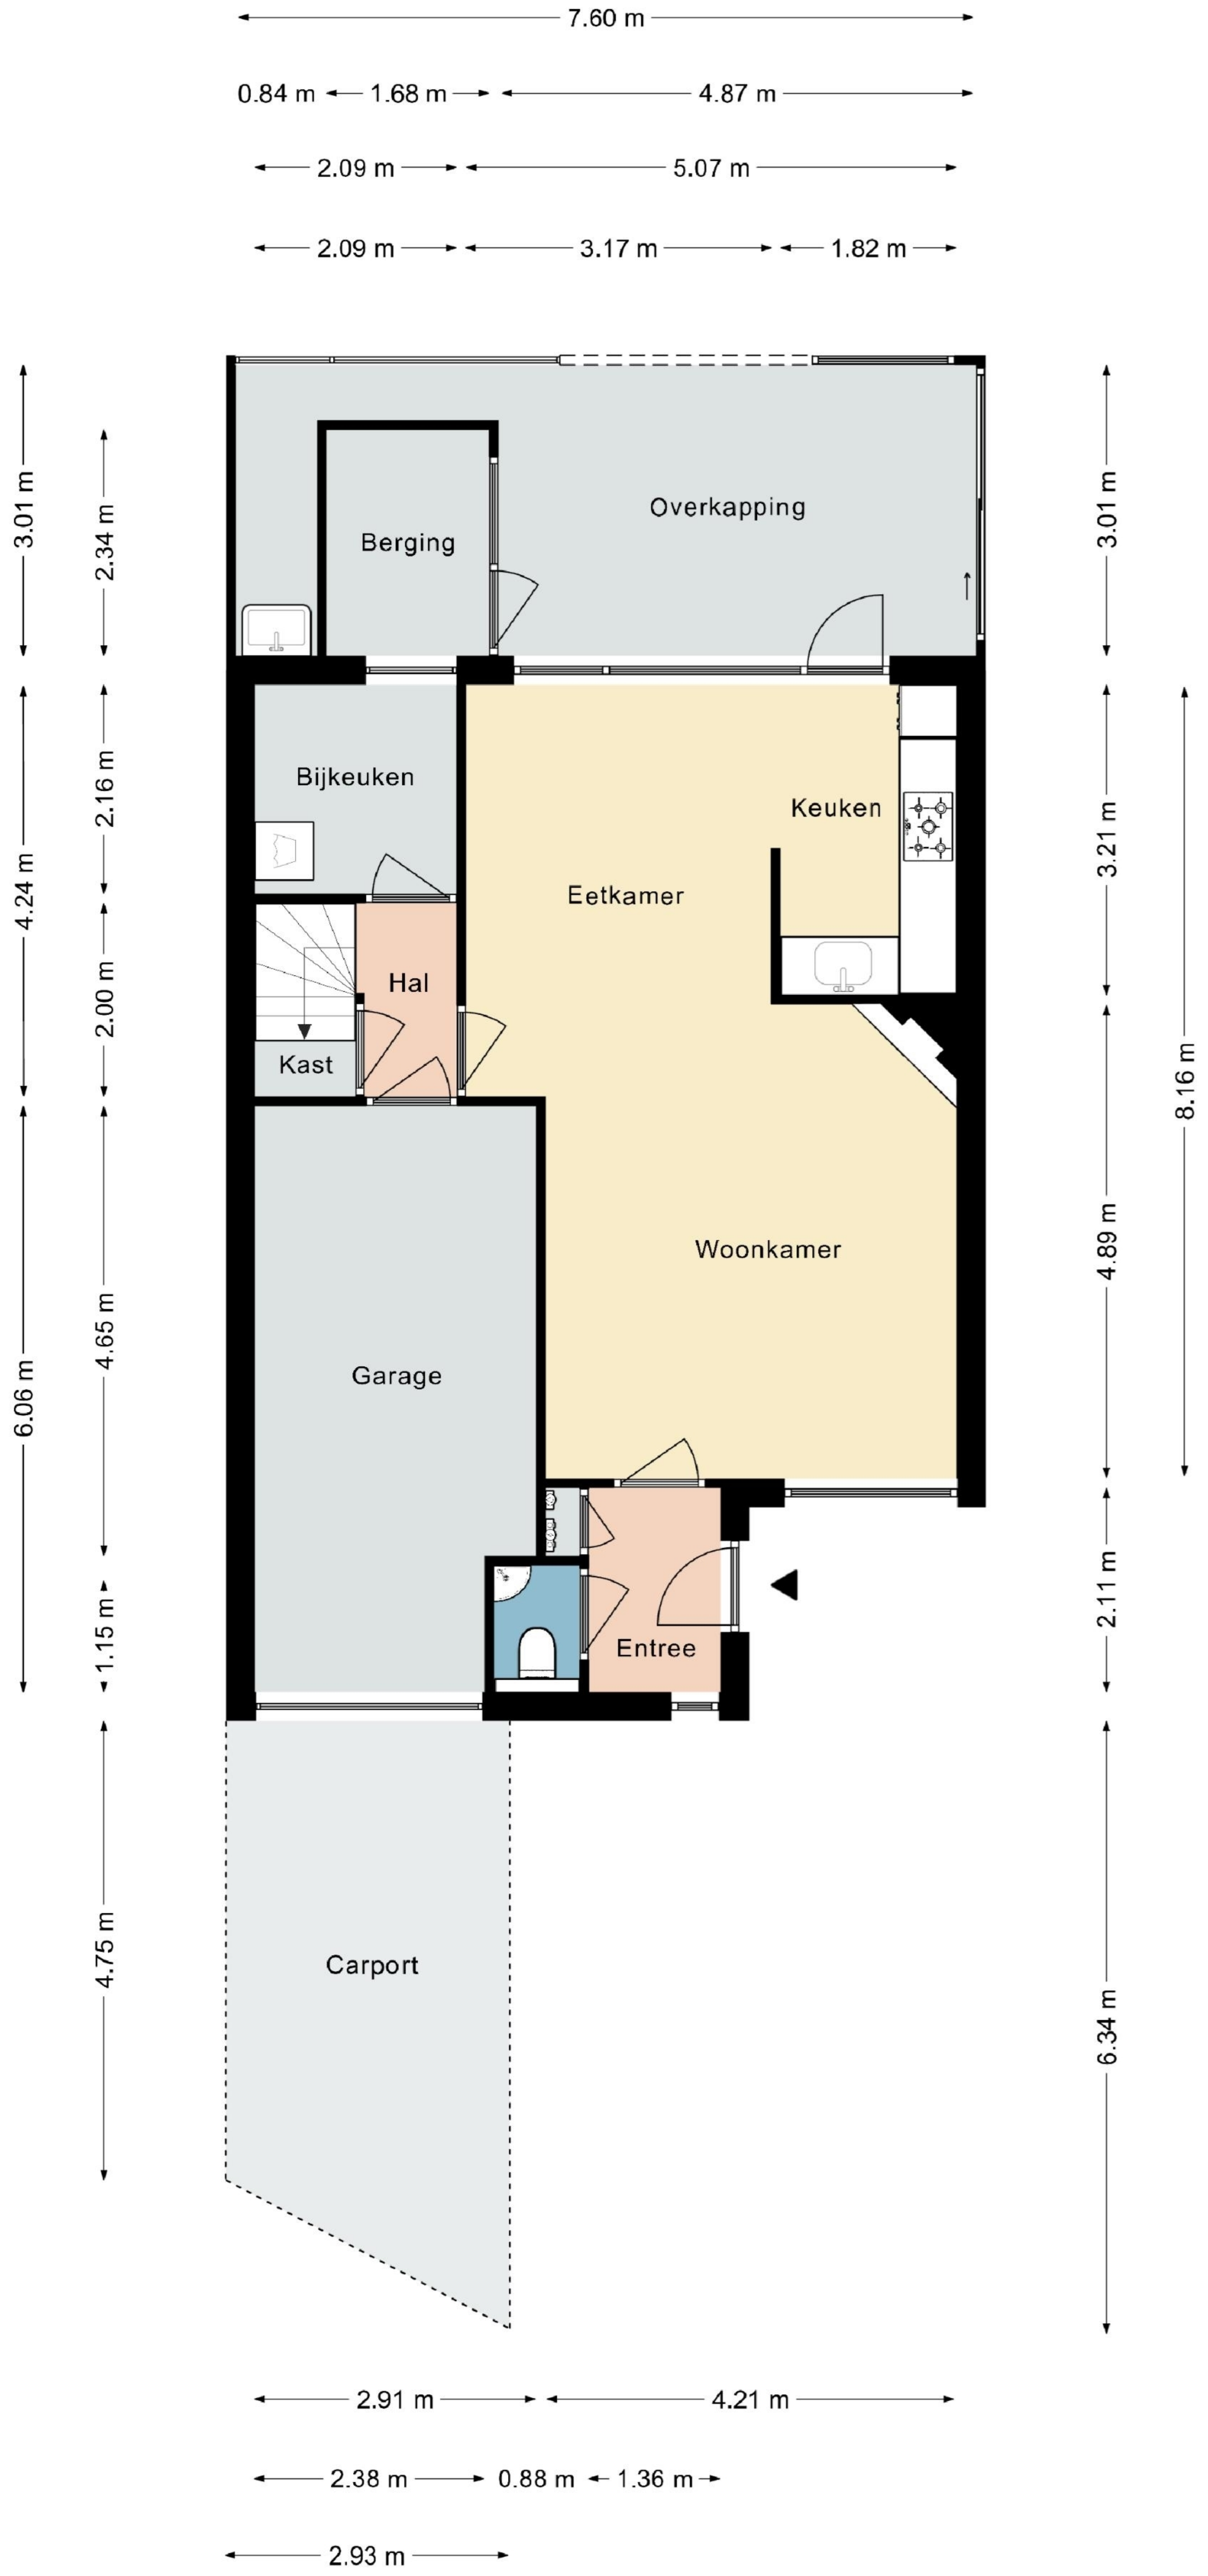 7.60 m
0.84 m 1.68 m 4.87 m
2.09 m 5.07 m
2.09 m 3.17 m 1.82 m
3.01 m
2.34 m
Overkapping
Berging
3.01 m
4.24 m
2.16 m
Bijkeuken
Keuken
3.21 m
Eetkamer
2.00 m
Hal
Kast
8.16 m
4.89 m
Woonkamer
6.06 m
4.65 m
Garage
1.15 m
Entree
2.11 m
4.75 m
Carport
6.34 m
2.91 m 4.21 m
2.38 m 0.88 m 1.36 m
2.93 m